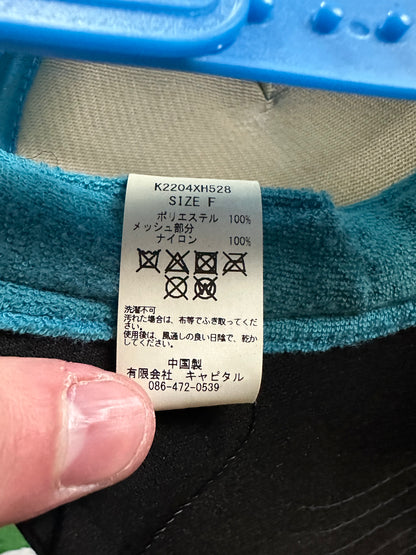 K2204XH528
SIZE F
ポリエステル 100%
メッシュ部分
ナイロン 100%
洗濯不可
汚れた場合は、布等でふき取ってくだ
さい。
使用後は、風通しの良い日陰で、乾か
してください。
中国製
有限会社 キャピタル
086-472-0539